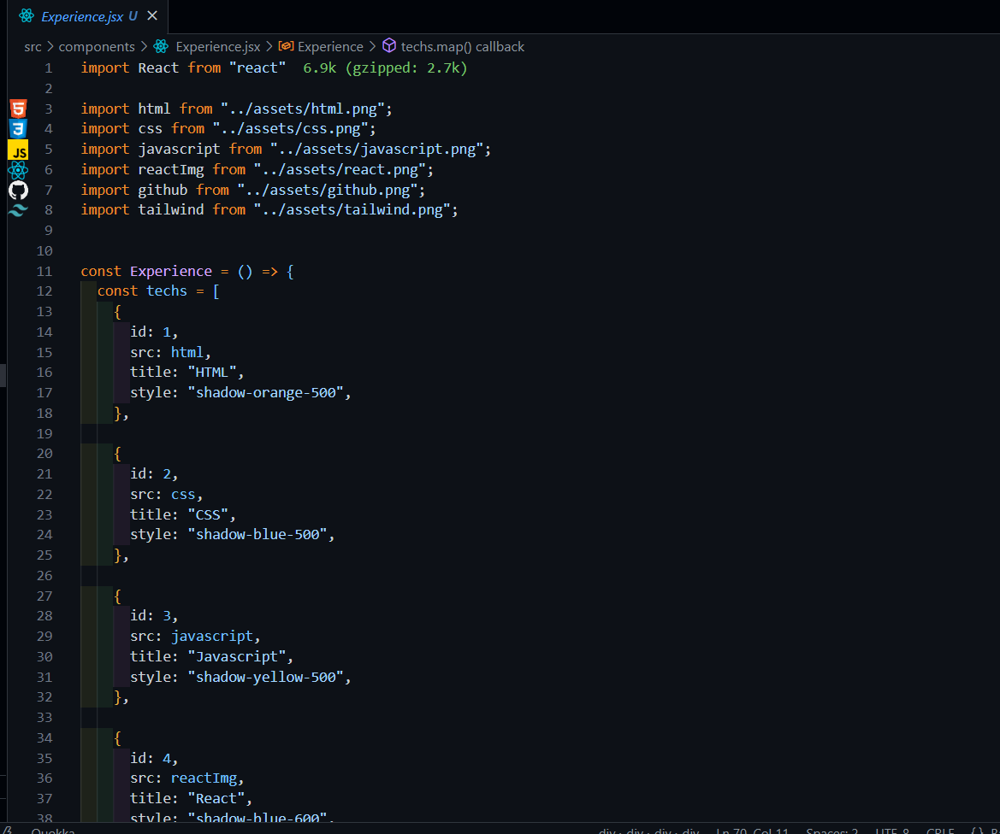 Experience.jsx U
src > components > Experience.jsx > Experience > techs.map() callback
1 import React from "react" 6.9k (gzipped: 2.7k)
2
3 import html from "../assets/html.png";
4 import css from "../assets/css.png";
5 import javascript from "../assets/javascript.png";
6 import reactImg from "../assets/react.png";
7 import github from "../assets/github.png";
8 import tailwind from "../assets/tailwind.png";
9
10
11 const Experience = () => {
12 const techs = [
13 {
14 id: 1,
15 src: html,
16 title: "HTML",
17 style: "shadow-orange-500",
18 },
19
20 {
21 id: 2,
22 src: css,
23 title: "CSS",
24 style: "shadow-blue-500",
25 },
26
27 {
28 id: 3,
29 src: javascript,
30 title: "Javascript",
31 style: "shadow-yellow-500",
32 },
33
34 {
35 id: 4,
36 src: reactImg,
37 title: "React",
38 style: "shadow-blue-600",
Quokka div · div · div · div Ln 70, Col 11 Spaces: 2 UTF-8 CRLF { }